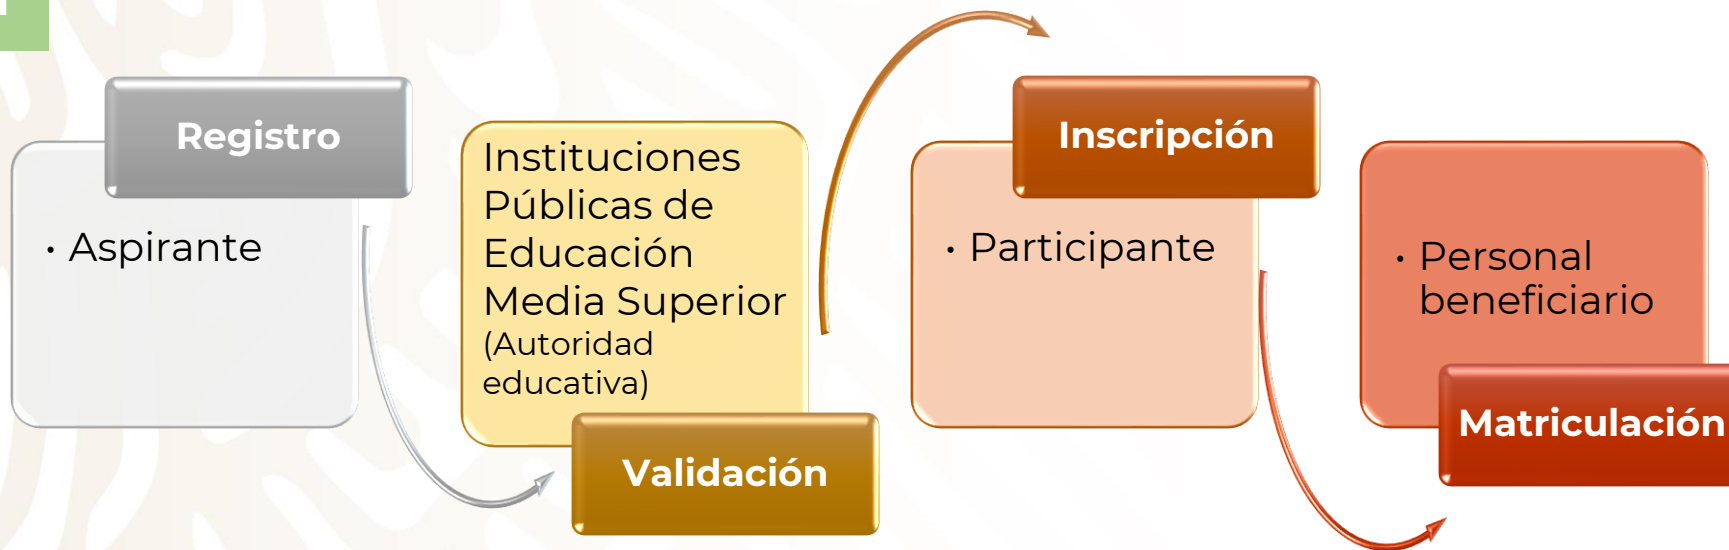 Registro
· Aspirante
Instituciones
Públicas de
Educación
Media Superior
(Autoridad
educativa)
Validación
Inscripción
· Participante
· Personal
beneficiario
Matriculación